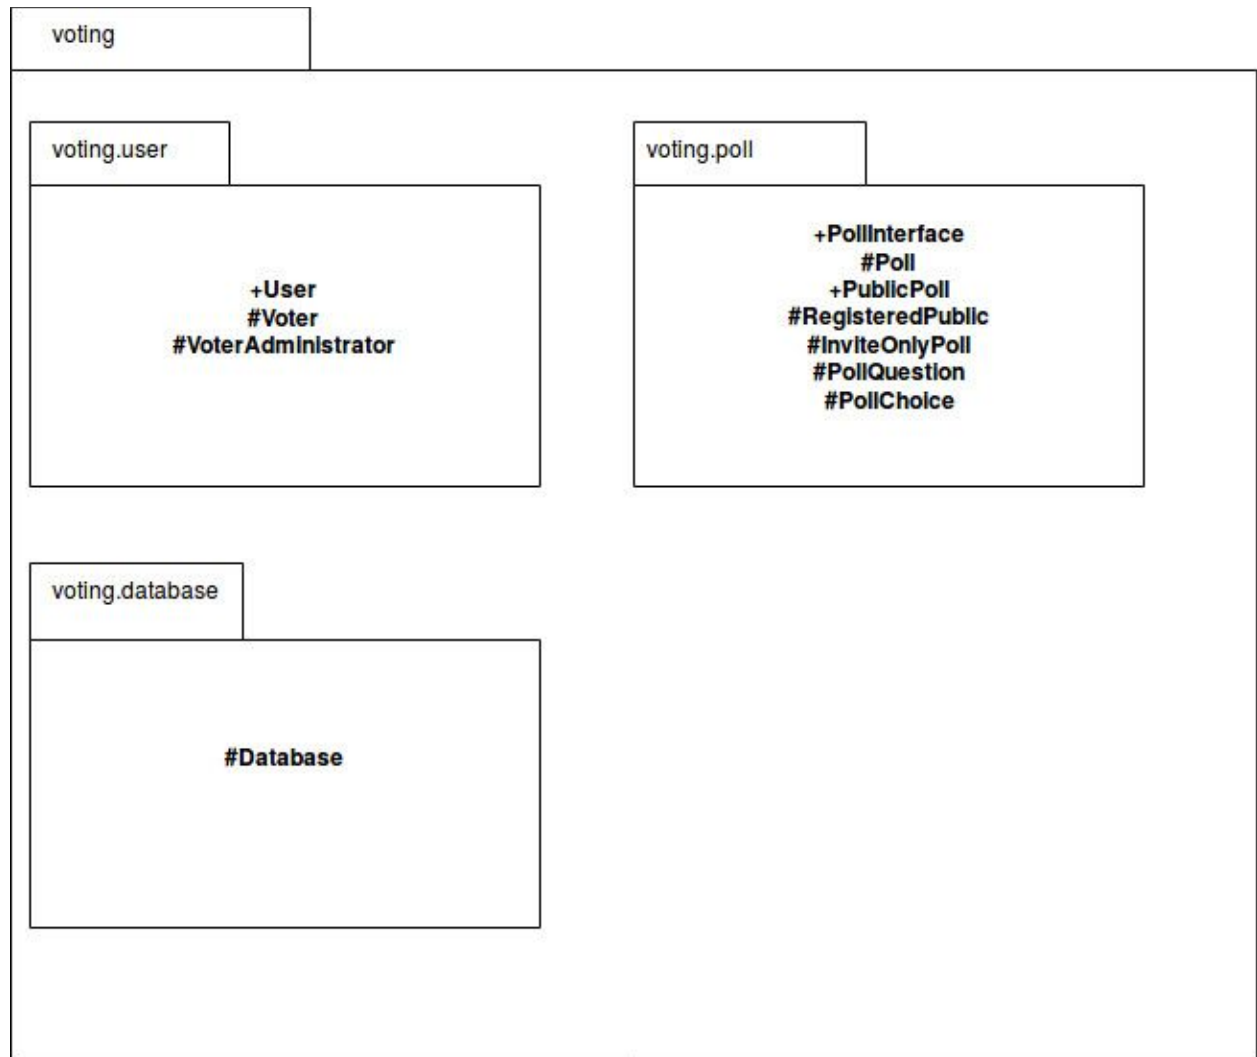 voting
voting.user
+User
#Voter
#VoterAdministrator
voting.poll
+PollInterface
#Poll
+PublicPoll
#RegisteredPublic
#InviteOnlyPoll
#PollQuestion
#PollChoice
voting.database
#Database